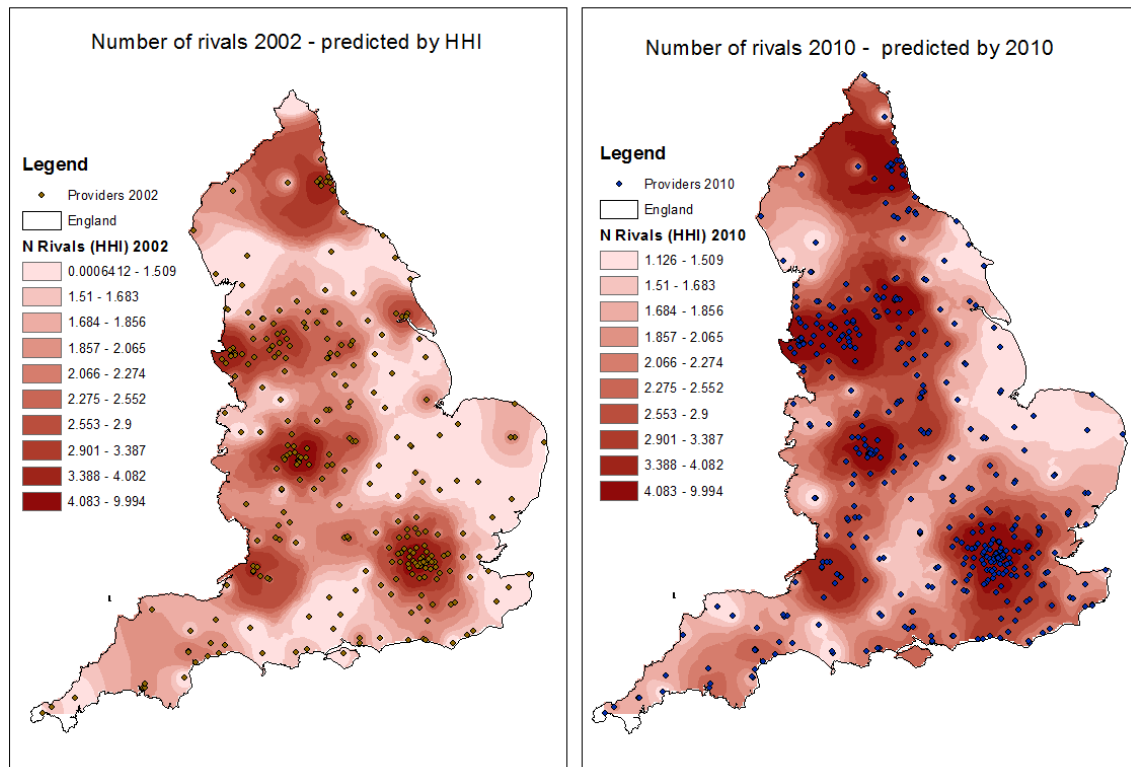 Number of rivals 2002 - predicted by HHI
Legend
Providers 2002
England
N Rivals (HHI) 2002
0.0006412 - 1.509
1.51 - 1.683
1.684 - 1.856
1.857 - 2.065
2.066 - 2.274
2.275 - 2.552
2.553 - 2.9
2.901 - 3.387
3.388 - 4.082
4.083 - 9.994
Number of rivals 2010 - predicted by 2010
Legend
Providers 2010
England
N Rivals (HHI) 2010
1.126 - 1.509
1.51 - 1.683
1.684 - 1.856
1.857 - 2.065
2.066 - 2.274
2.275 - 2.552
2.553 - 2.9
2.901 - 3.387
3.388 - 4.082
4.083 - 9.994